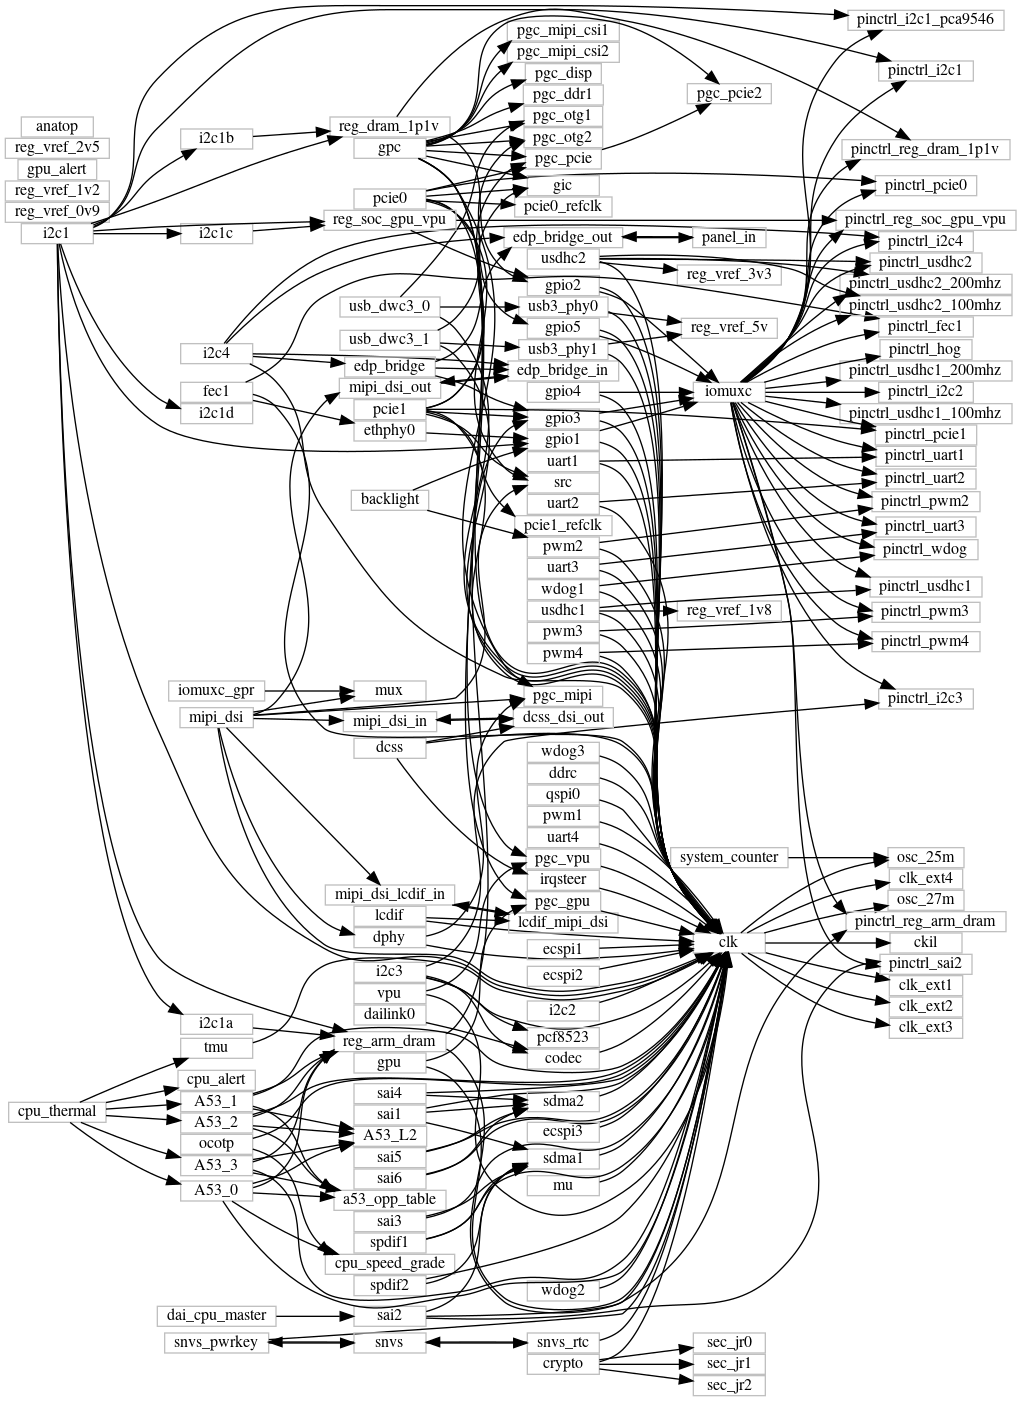 anatop
reg_vref_2v5
gpu_alert
reg_vref_1v2
reg_vref_0v9
i2c1
cpu_thermal
i2c1b
i2c1c
i2c4
fec1
i2c1d
iomuxc_gpr
mipi_dsi
i2c1a
tmu
cpu_alert
A53_1
A53_2
ocotp
A53_3
A53_0
dai_cpu_master
snvs_pwrkey
reg_dram_1p1v
gpc
pcie0
reg_soc_gpu_vpu
usb_dwc3_0
usb_dwc3_1
edp_bridge
mipi_dsi_out
pcie1
ethphy0
backlight
mux
mipi_dsi_in
dcss
mipi_dsi_lcdif_in
lcdif
dphy
i2c3
vpu
dailink0
reg_arm_dram
gpu
sai4
sai1
A53_L2
sai5
sai6
a53_opp_table
sai3
spdif1
cpu_speed_grade
spdif2
sai2
snvs
pgc_mipi_csi1
pgc_mipi_csi2
pgc_disp
pgc_ddr1
pgc_otg1
pgc_otg2
pgc_pcie
gic
pcie0_refclk
edp_bridge_out
usdhc2
gpio2
usb3_phy0
gpio5
usb3_phy1
edp_bridge_in
gpio4
gpio3
gpio1
uart1
src
uart2
pcie1_refclk
pwm2
uart3
wdog1
usdhc1
pwm3
pwm4
pgc_mipi
dcss_dsi_out
wdog3
ddrc
qspi0
pwm1
uart4
pgc_vpu
irqsteer
pgc_gpu
lcdif_mipi_dsi
ecspi1
ecspi2
i2c2
pcf8523
codec
sdma2
ecspi3
sdma1
mu
wdog2
snvs_rtc
crypto
pgc_pcie2
panel_in
reg_vref_3v3
reg_vref_5v
iomuxc
reg_vref_1v8
system_counter
clk
sec_jr0
sec_jr1
sec_jr2
pinctrl_i2c1_pca9546
pinctrl_i2c1
pinctrl_reg_dram_1p1v
pinctrl_pcie0
pinctrl_reg_soc_gpu_vpu
pinctrl_i2c4
pinctrl_usdhc2
pinctrl_usdhc2_200mhz
pinctrl_usdhc2_100mhz
pinctrl_fec1
pinctrl_hog
pinctrl_usdhc1_200mhz
pinctrl_i2c2
pinctrl_usdhc1_100mhz
pinctrl_pcie1
pinctrl_uart1
pinctrl_uart2
pinctrl_pwm2
pinctrl_uart3
pinctrl_wdog
pinctrl_usdhc1
pinctrl_pwm3
pinctrl_pwm4
pinctrl_i2c3
osc_25m
clk_ext4
osc_27m
pinctrl_reg_arm_dram
ckil
pinctrl_sai2
clk_ext1
clk_ext2
clk_ext3